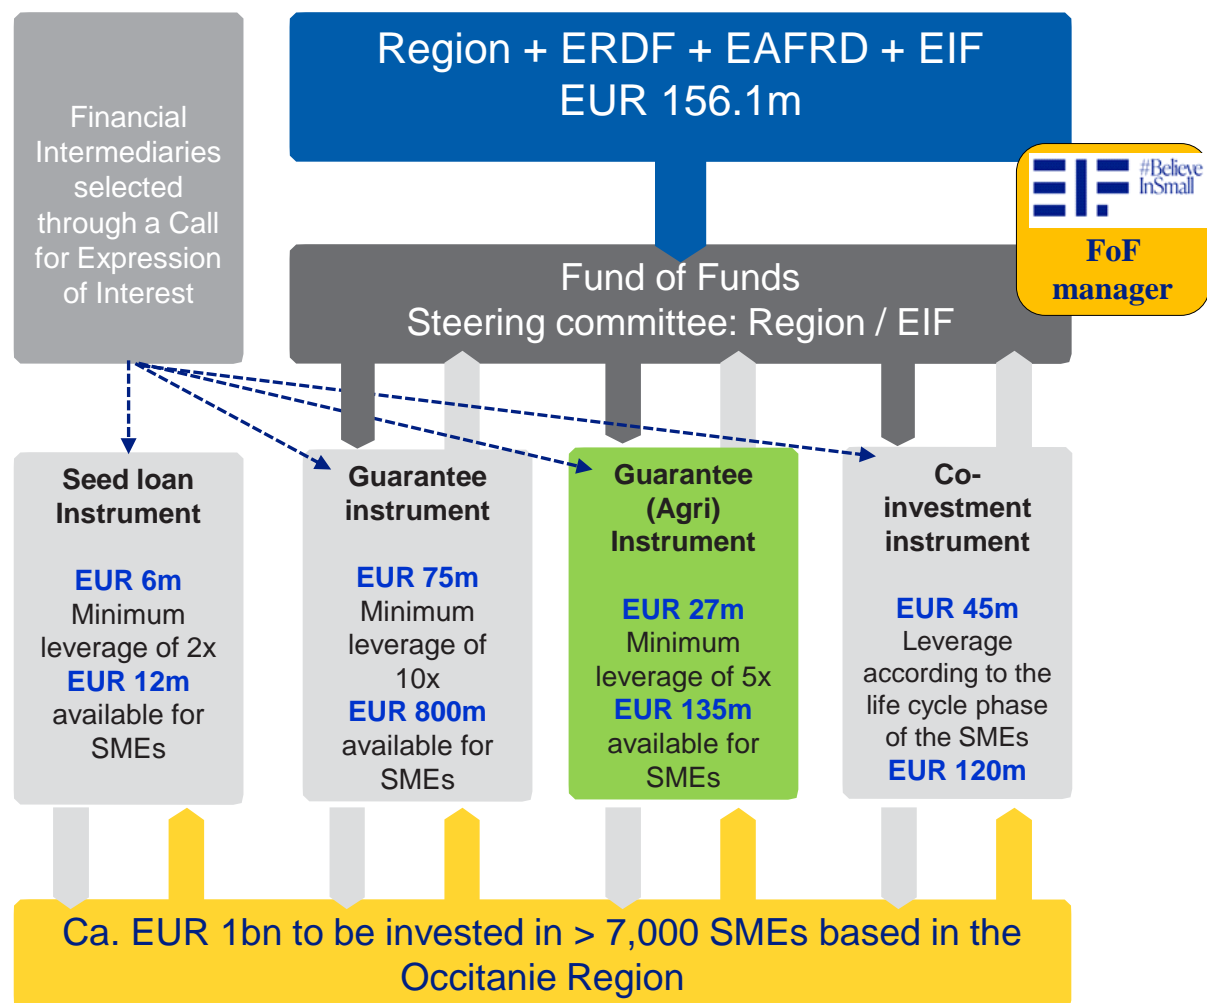 Region + ERDF + EAFRD + EIF
EUR 156.1m
Financial
Intermediaries
selected
through a Call
for Expression
of Interest
EIF
#Believe
InSmall
FoF
manager
Fund of Funds
Steering committee: Region / EIF
Seed loan
Instrument
EUR 6m
Minimum
leverage of 2x
EUR 12m
available for
SMEs
Guarantee
instrument
EUR 75m
Minimum
leverage of
10x
EUR 800m
available for
SMEs
Guarantee
(Agri)
Instrument
EUR 27m
Minimum
leverage of 5x
EUR 135m
available for
SMEs
Co-
investment
instrument
EUR 45m
Leverage
according to the
life cycle phase
of the SMEs
EUR 120m
Ca. EUR 1bn to be invested in > 7,000 SMEs based in the
Occitanie Region